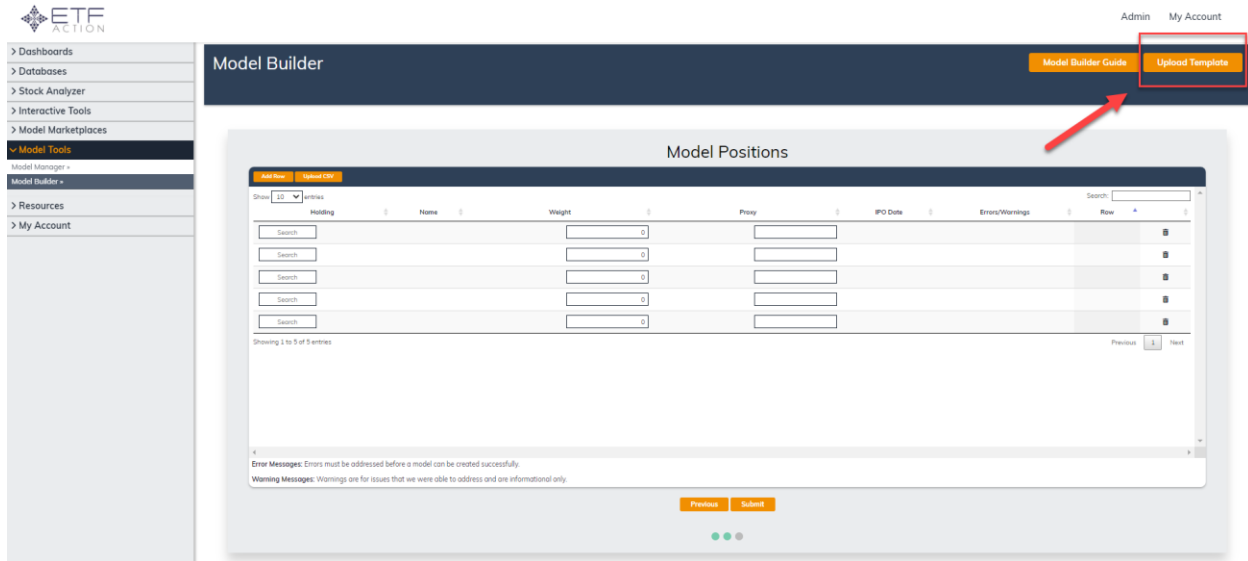 ETF
ACTION
Admin My Account
> Dashboards
> Databases
> Stock Analyzer
> Interactive Tools
> Model Marketplaces
Model Tools
Model Manager »
Model Builder »
> Resources
> My Account
Model Builder
Model Builder Guide Upload Template
Model Positions
Add Row Upload CSV
Show 10 entries Search:
Holding Name Weight Proxy IPO Date Errors/Warnings Row
Search 0
Search 0
Search 0
Search 0
Search 0
Showing 1 to 5 of 5 entries Previous 1 Next
Error Messages: Errors must be addressed before a model can be created successfully.
Warning Messages: Warnings are for issues that we were able to address and are informational only.
Previous Submit